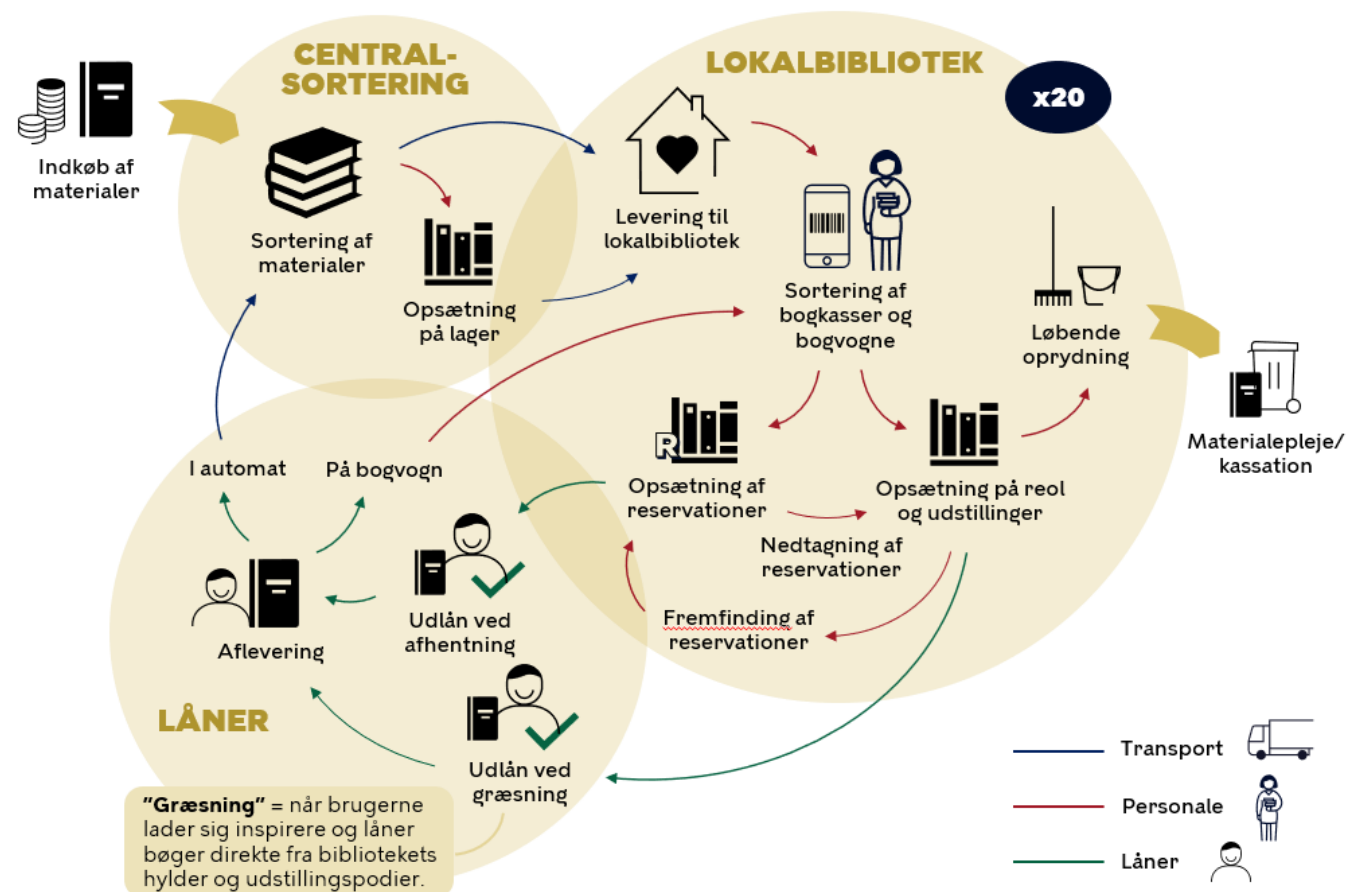 CENTRAL-
SORTERING
LOKALBIBLIOTEK
x20
Indkøb af
materialer
Sortering af
materialer
Opsætning
på lager
Levering til
lokalbibliotek
Sortering af
bogkasser og
bogvogne
Løbende
oprydning
Materialepleje/
kassation
I automat
På bogvogn
R
Opsætning af
reservationer
Opsætning på reol
og udstillinger
Nedtagning af
reservationer
Fremfinding af
reservationer
Aflevering
Udlån ved
afhentning
LÅNER
Udlån ved
græsning
"Græsning" = når brugerne
lader sig inspirere og låner
bøger direkte fra bibliotekets
hylder og udstillingspodier.
Transport
Personale
Låner